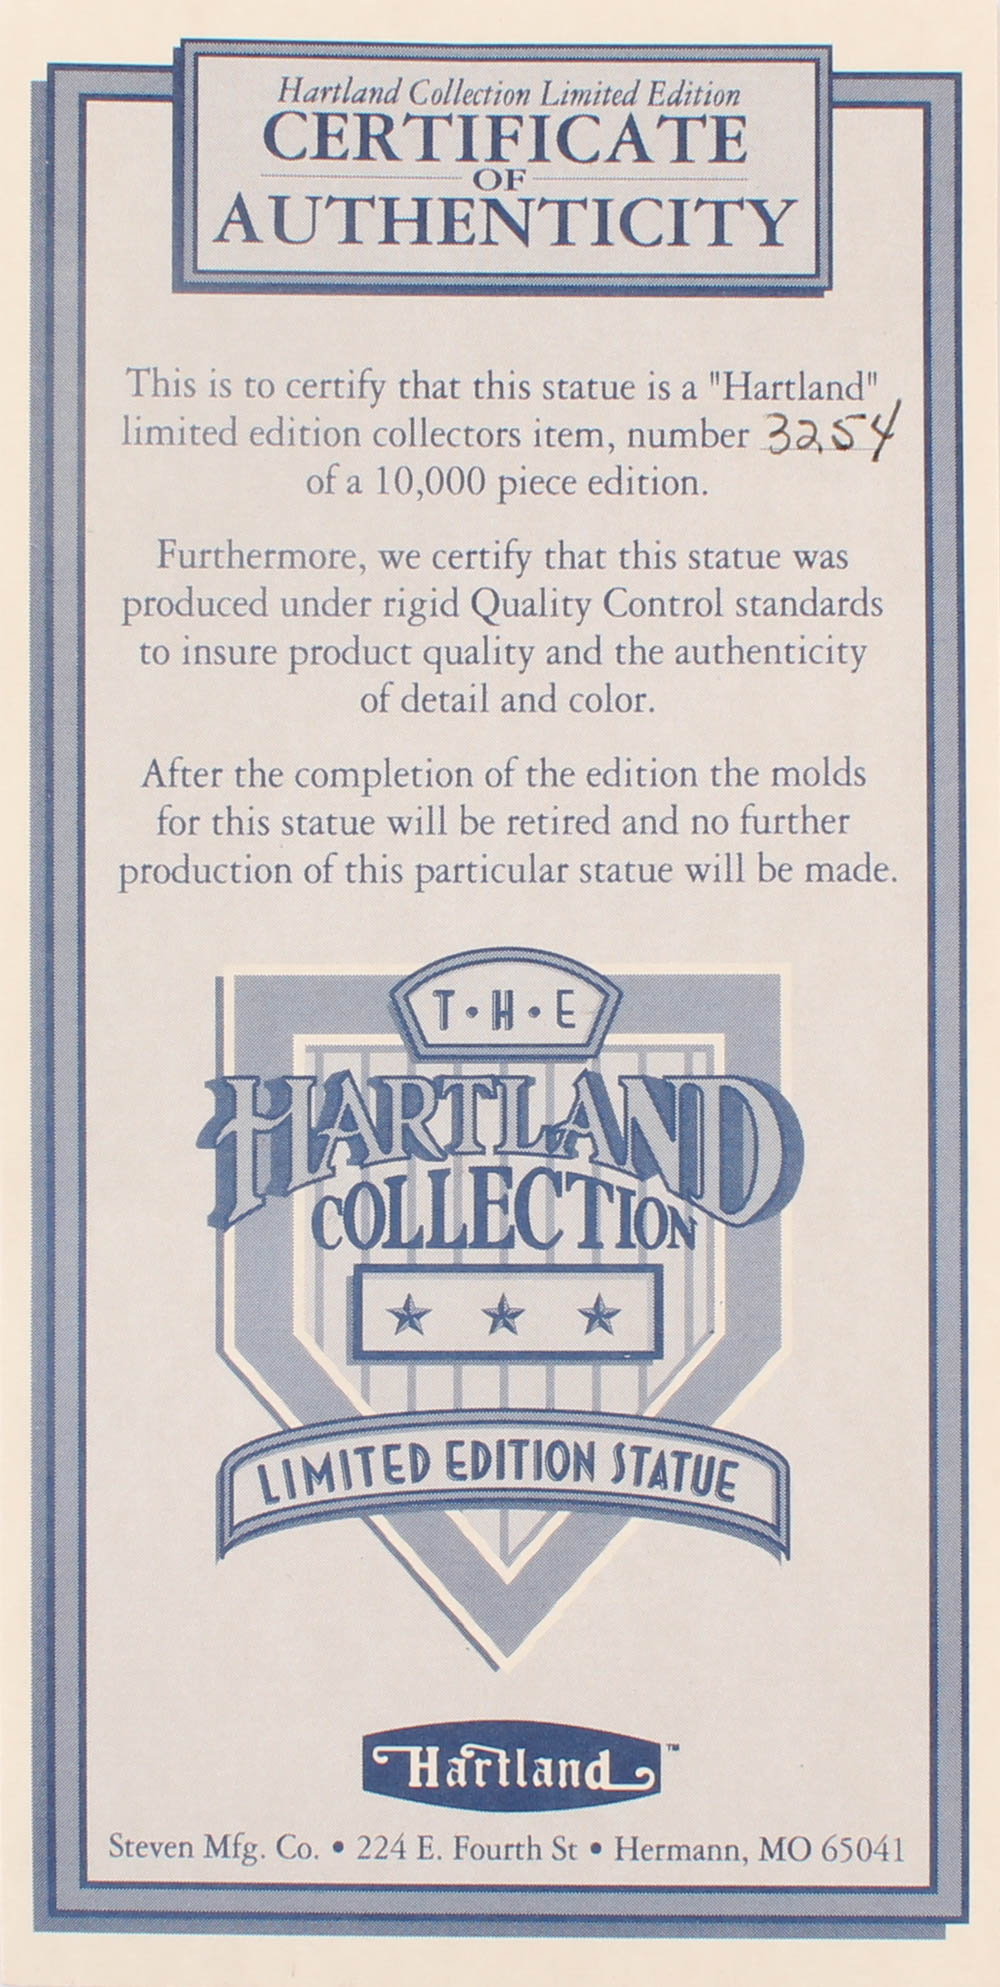 Hartland Collection Limited Edition
CERTIFICATE
OF
AUTHENTICITY
This is to certify that this statue is a "Hartland"
limited edition collectors item, number 3254
of a 10,000 piece edition.
Furthermore, we certify that this statue was
produced under rigid Quality Control standards
to insure product quality and the authenticity
of detail and color.
After the completion of the edition the molds
for this statue will be retired and no further
production of this particular statue will be made.
T•H•E
HARTLAND
COLLECTION
LIMITED EDITION STATUE
Hartland ™
Steven Mfg. Co. • 224 E. Fourth St • Hermann, MO 65041